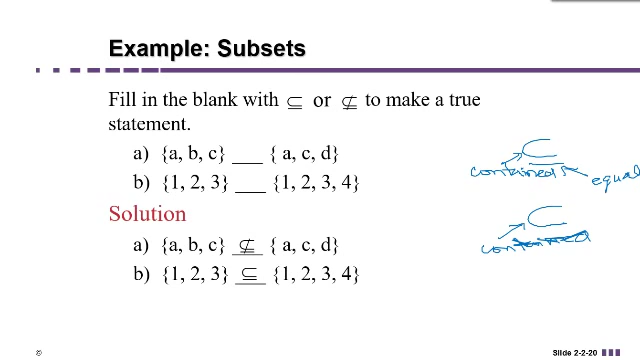 Example: Subsets
Fill in the blank with ⊆ or ⊈ to make a true
statement.
a) {a, b, c} ___ { a, c, d}
b) {1, 2, 3} ___ {1, 2, 3, 4}
Solution
a) {a, b, c} ⊈ { a, c, d}
b) {1, 2, 3} ⊆ {1, 2, 3, 4}
⊆
equal
⊂
contained
©
Slide 2-2-20